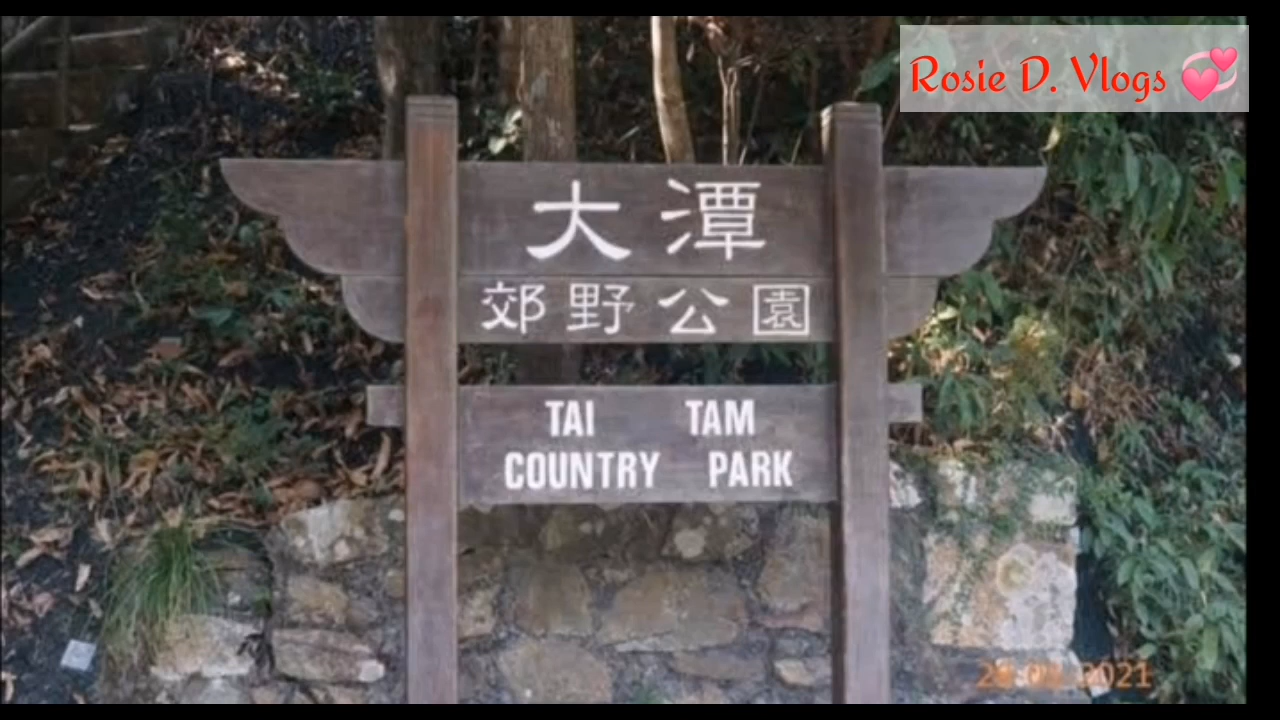 Rosie D. Vlogs 💞
大潭
郊野公園
TAI TAM
COUNTRY PARK